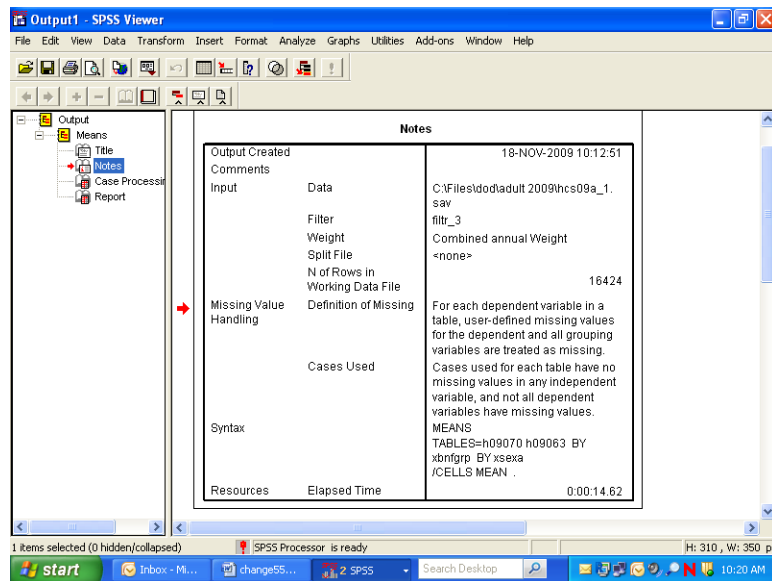 Output1 - SPSS Viewer
File Edit View Data Transform Insert Format Analyze Graphs Utilities Add-ons Window Help
Output
Means
Title
Notes
Case Processin
Report
Notes
Output Created 18-NOV-2009 10:12:51
Comments
Input Data C:\Files\dod\adult 2009\hcs09a_1.
sav
Filter filtr_3
Weight Combined annual Weight
Split File <none>
N of Rows in
Working Data File 16424
Missing Value Definition of Missing For each dependent variable in a
Handling table, user-defined missing values
for the dependent and all grouping
variables are treated as missing.
Cases Used Cases used for each table have no
missing values in any independent
variable, and not all dependent
variables have missing values.
Syntax MEANS
TABLES=h09070 h09063 BY
xbnfgrp BY xsexa
/CELLS MEAN .
Resources Elapsed Time 0:00:14.62
1 items selected (0 hidden/collapsed) SPSS Processor is ready H: 310 , W: 350 p
start Inbox - Mi... change55... 2 SPSS Search Desktop N 10:20 AM